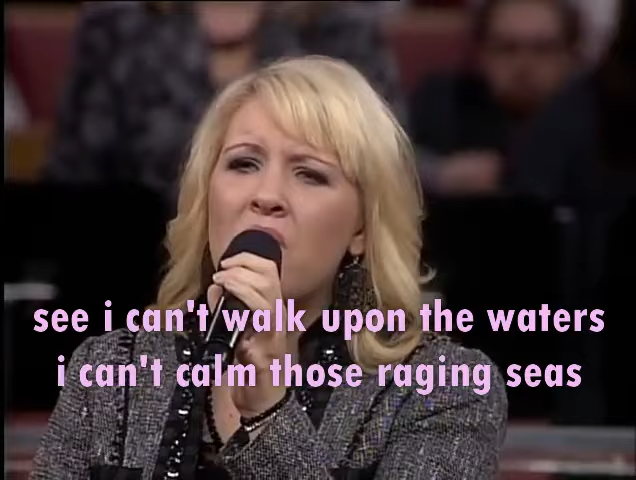 see i can't walk upon the waters
i can't calm those raging seas